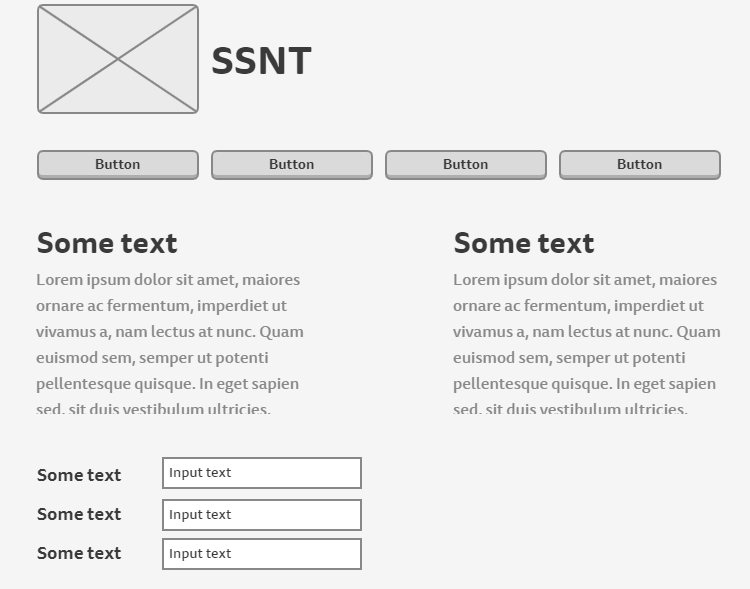 SSNT
Button Button Button Button
Some text
Lorem ipsum dolor sit amet, maiores
ornare ac fermentum, imperdiet ut
vivamus a, nam lectus at nunc. Quam
euismod sem, semper ut potenti
pellentesque quisque. In eget sapien
sed, sit duis vestibulum ultricies.
Some text
Lorem ipsum dolor sit amet, maiores
ornare ac fermentum, imperdiet ut
vivamus a, nam lectus at nunc. Quam
euismod sem, semper ut potenti
pellentesque quisque. In eget sapien
sed, sit duis vestibulum ultricies.
Some text Input text
Some text Input text
Some text Input text